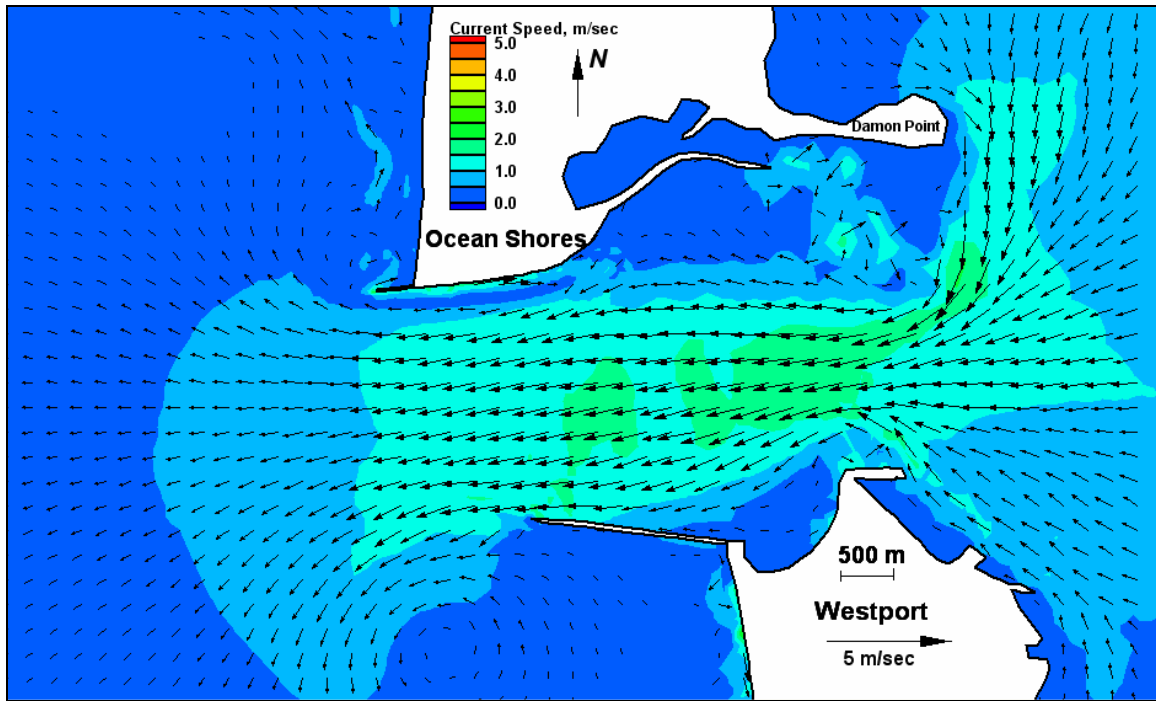 Current Speed, m/sec
5.0
4.0
3.0
2.0
1.0
0.0
N
Damon Point
Ocean Shores
500 m
Westport
5 m/sec